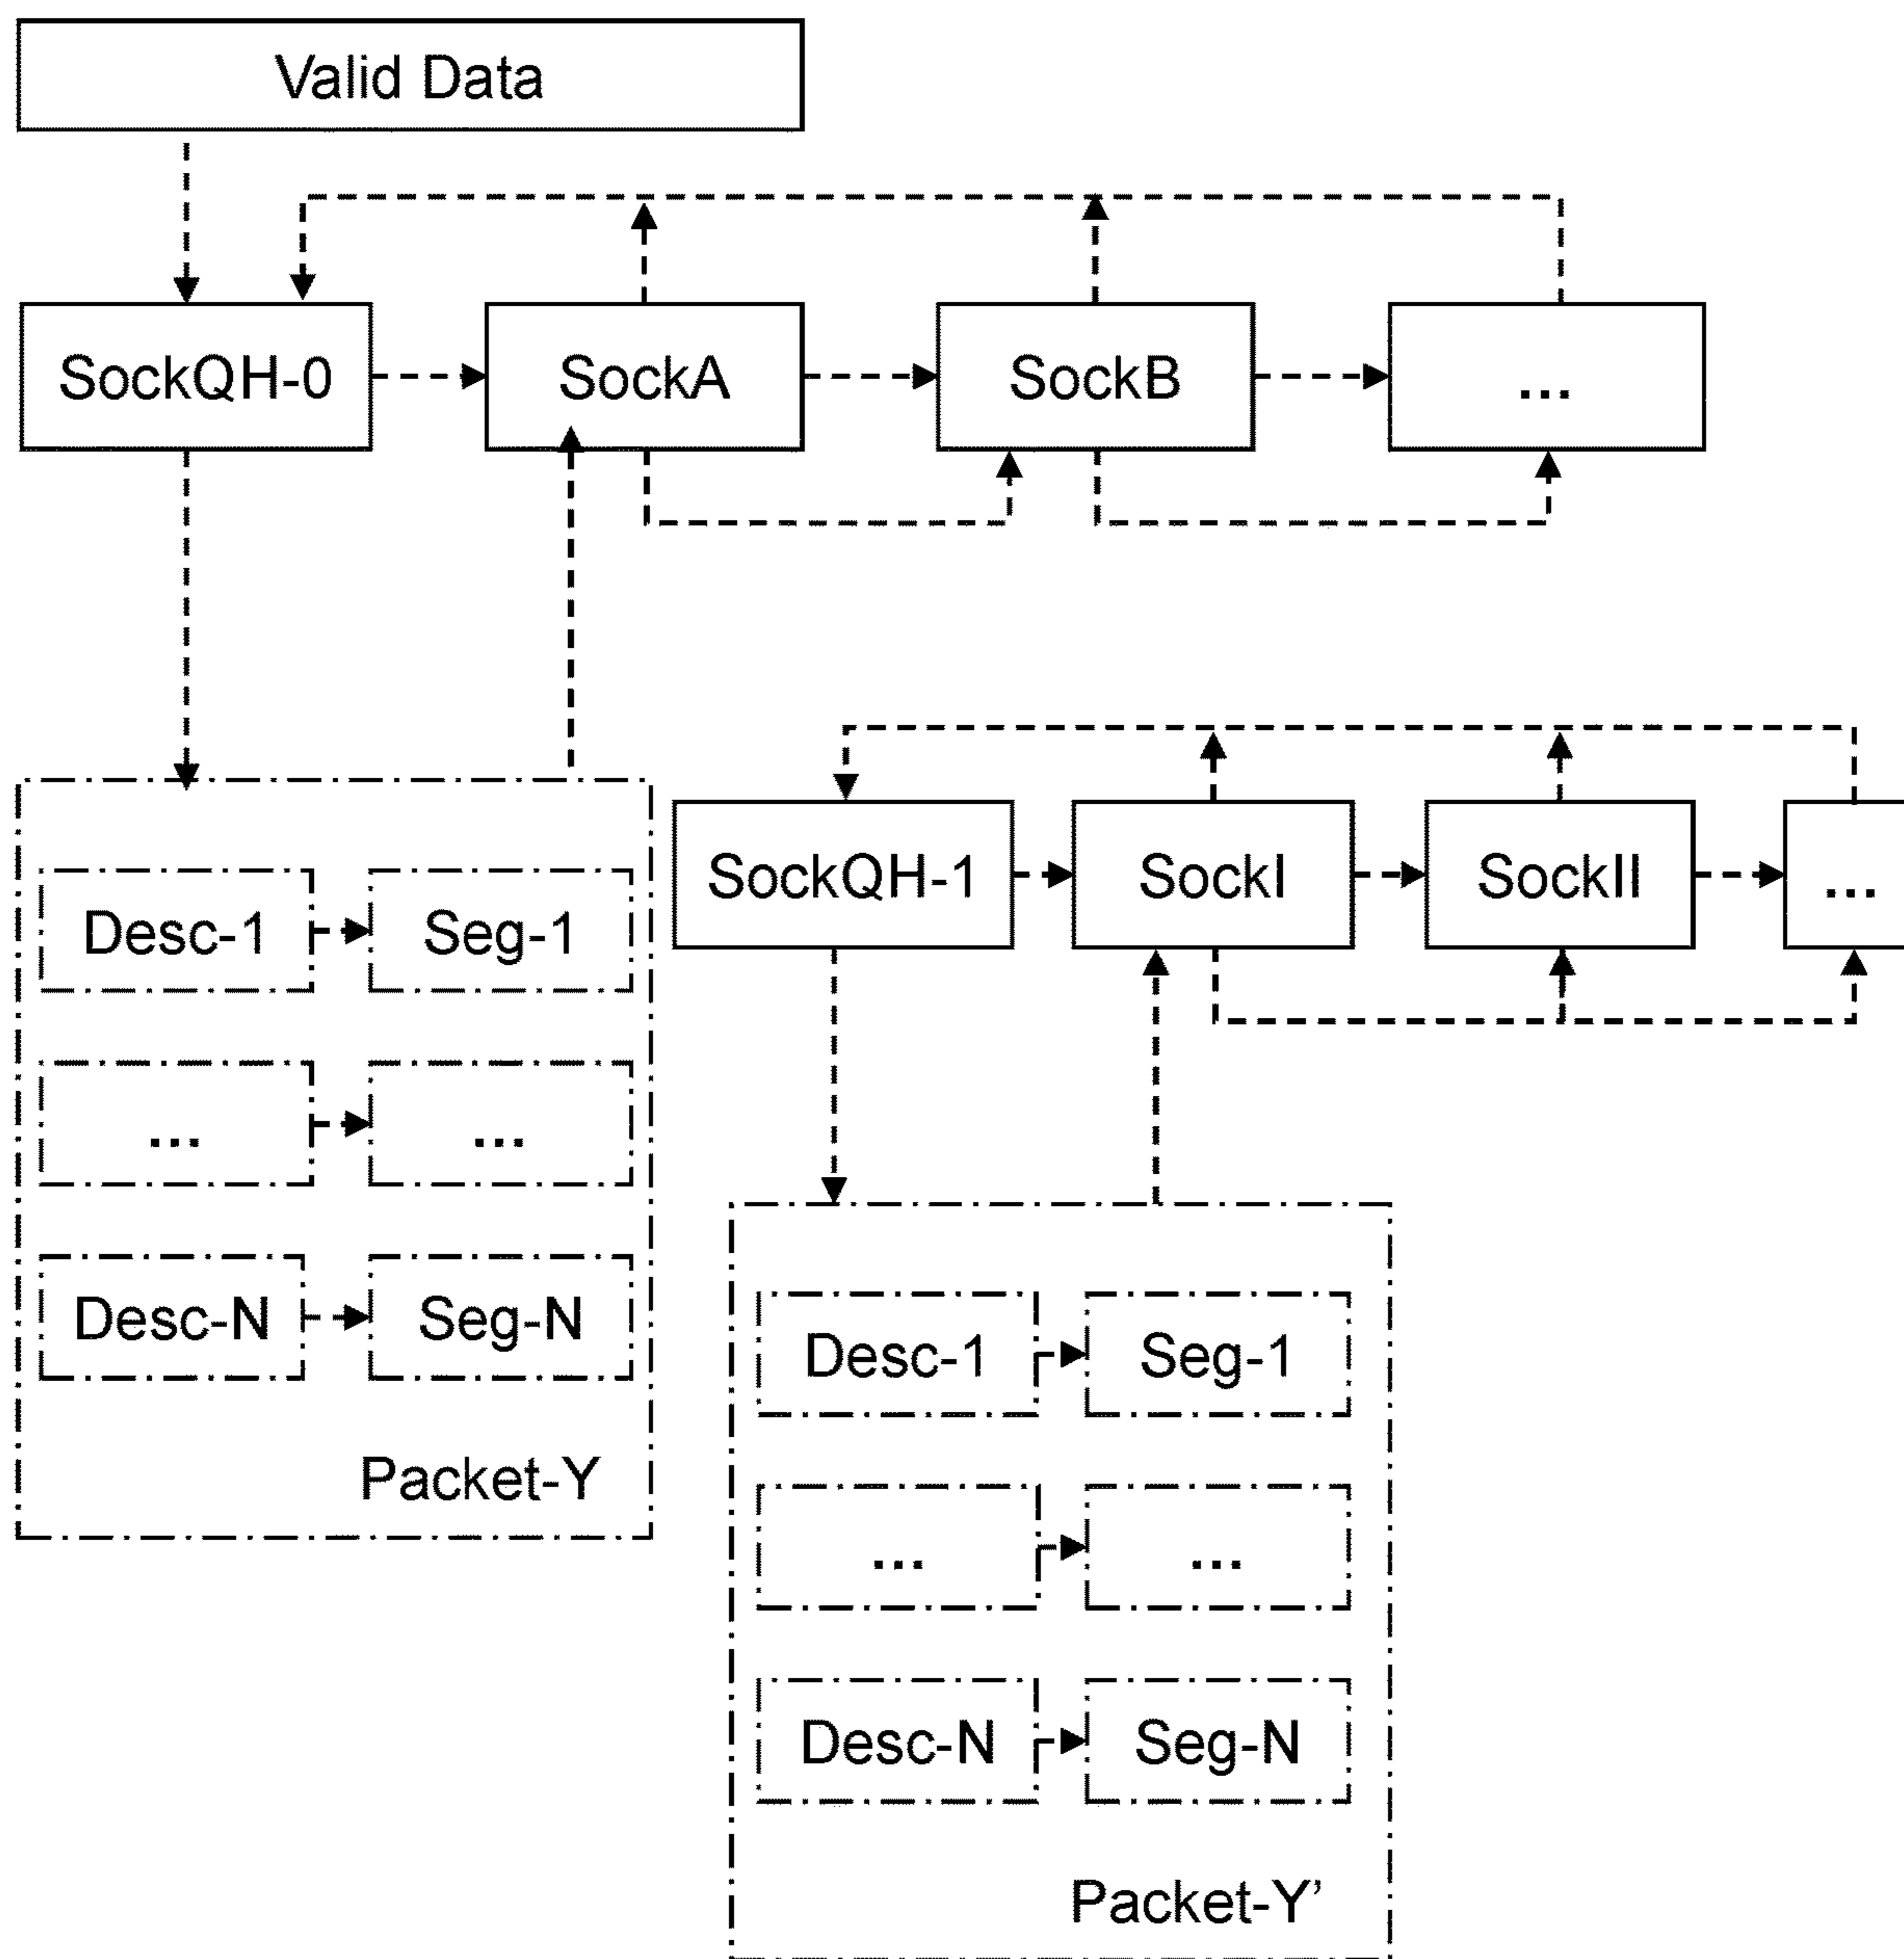 Valid Data
SockQH-0
SockA
SockB
...
SockQH-1
SockI
SockII
...
Desc-1
Seg-1
...
...
Desc-N
Seg-N
Packet-Y
Desc-1
Seg-1
...
...
Desc-N
Seg-N
Packet-Y’